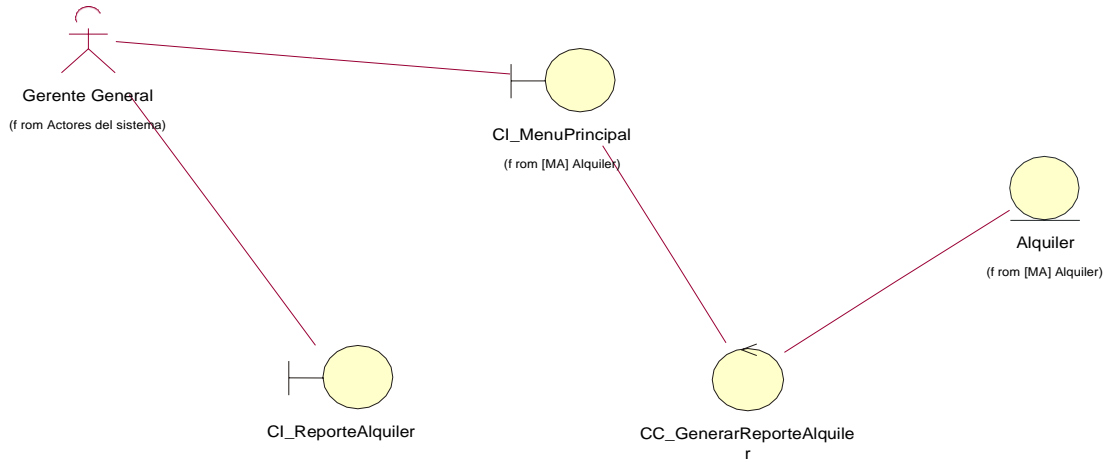 Gerente General
(f rom Actores del sistema)
CI_MenuPrincipal
(f rom [MA] Alquiler)
Alquiler
(f rom [MA] Alquiler)
CI_ReporteAlquiler
CC_GenerarReporteAlquile
r